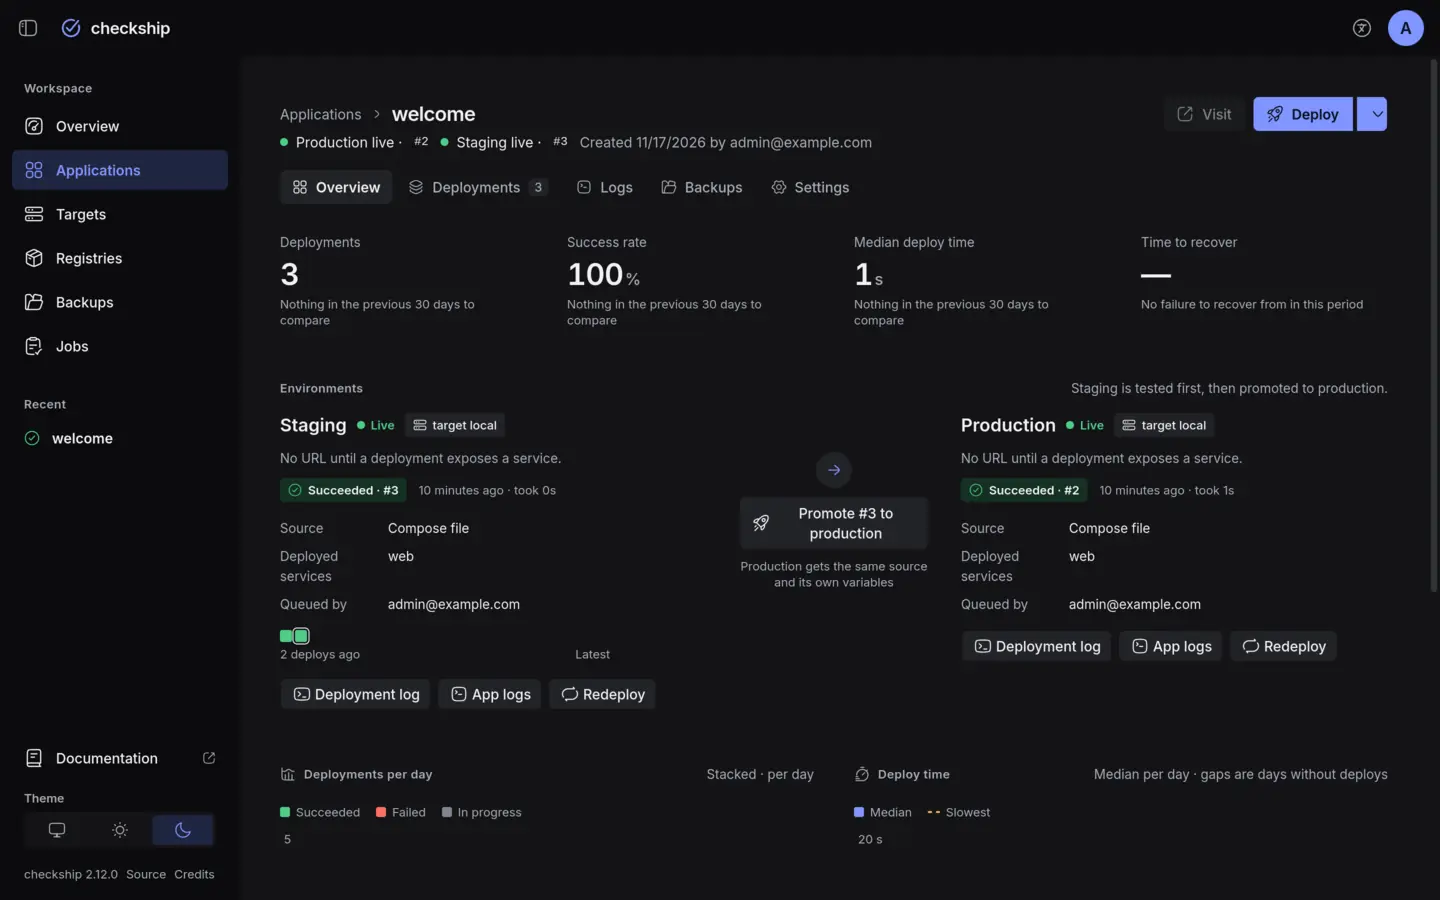 checkship
A
Workspace
Overview
Applications
Targets
Registries
Backups
Jobs
Recent
welcome
Documentation
Theme
checkship 2.12.0 Source Credits
Applications > welcome
Visit
Deploy
Production live · #2 Staging live · #3 Created 11/17/2026 by admin@example.com
Overview
Deployments 3
Logs
Backups
Settings
Deployments
3
Nothing in the previous 30 days to
compare
Success rate
100%
Nothing in the previous 30 days to
compare
Median deploy time
1s
Nothing in the previous 30 days to
compare
Time to recover
—
No failure to recover from in this period
Environments
Staging is tested first, then promoted to production.
Staging Live target local
No URL until a deployment exposes a service.
Succeeded · #3 10 minutes ago · took 0s
Source Compose file
Deployed web
services
Queued by admin@example.com
2 deploys ago Latest
Deployment log App logs Redeploy
Promote #3 to
production
Production gets the same source
and its own variables
Production Live target local
No URL until a deployment exposes a service.
Succeeded · #2 10 minutes ago · took 1s
Source Compose file
Deployed web
services
Queued by admin@example.com
Deployment log App logs Redeploy
Deployments per day Stacked · per day
Succeeded Failed In progress
5
Deploy time Median per day · gaps are days without deploys
Median Slowest
20 s